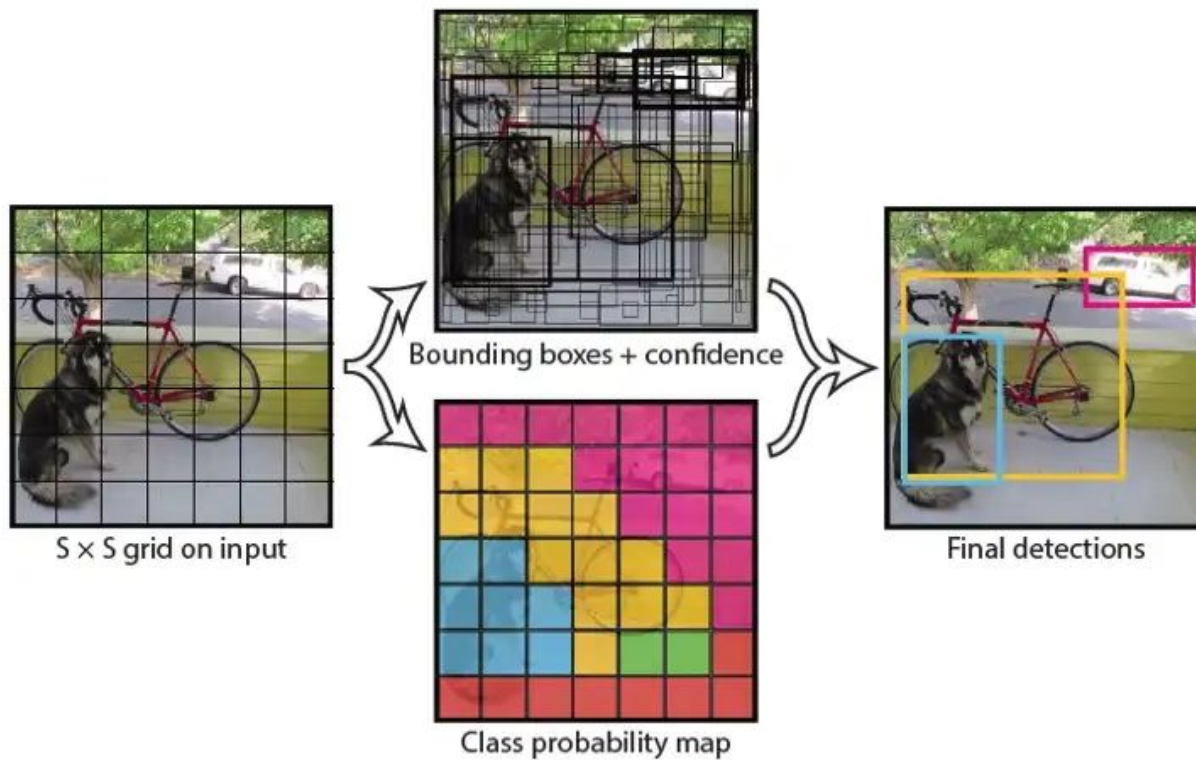 Bounding boxes + confidence
S × S grid on input
Final detections
Class probability map